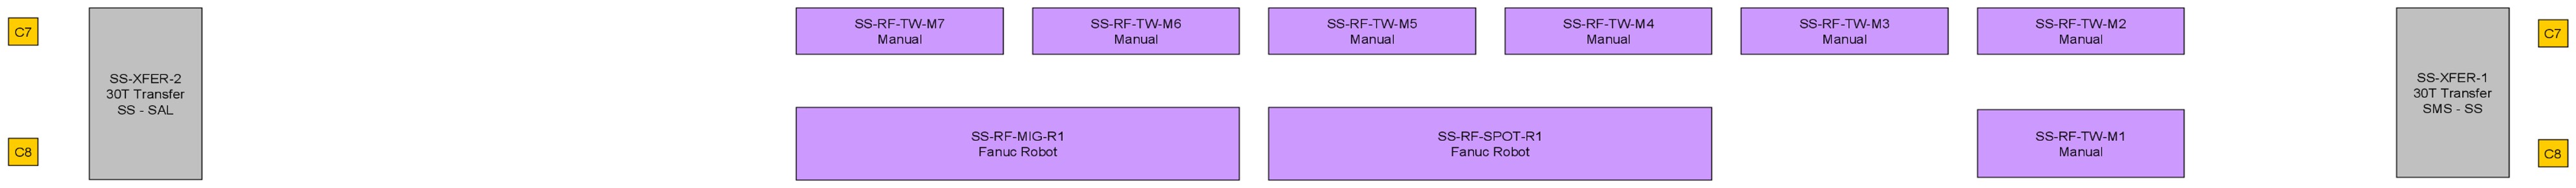 C7
SS-RF-TW-M7
Manual
SS-RF-TW-M6
Manual
SS-RF-TW-M5
Manual
SS-RF-TW-M4
Manual
SS-RF-TW-M3
Manual
SS-RF-TW-M2
Manual
C7
SS-XFER-2
30T Transfer
SS - SAL
SS-XFER-1
30T Transfer
SMS - SS
C8
SS-RF-MIG-R1
Fanuc Robot
SS-RF-SPOT-R1
Fanuc Robot
SS-RF-TW-M1
Manual
C8